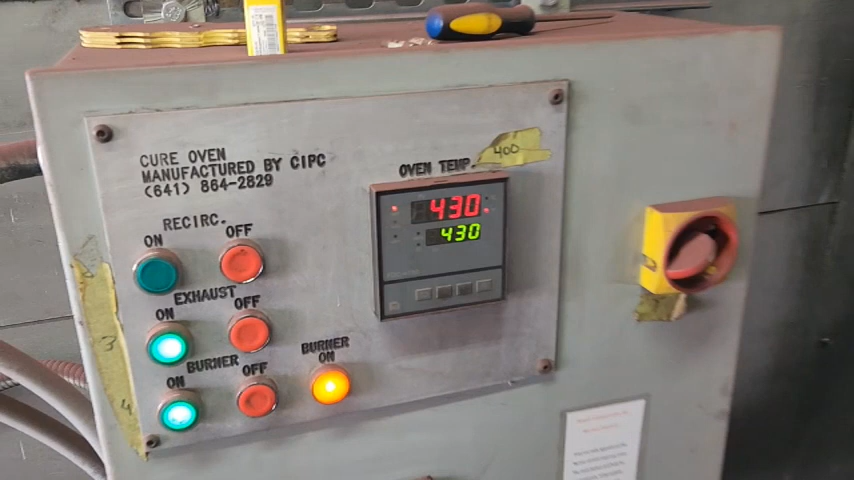 CURE OVEN
MANUFACTURED BY CIPC
(641) 864-2829
OVEN TEMP.
400
430
430
RECIRC.
ON
OFF
EXHAUST
ON
OFF
BURNER
ON
OFF
BURNER
ON
3
4